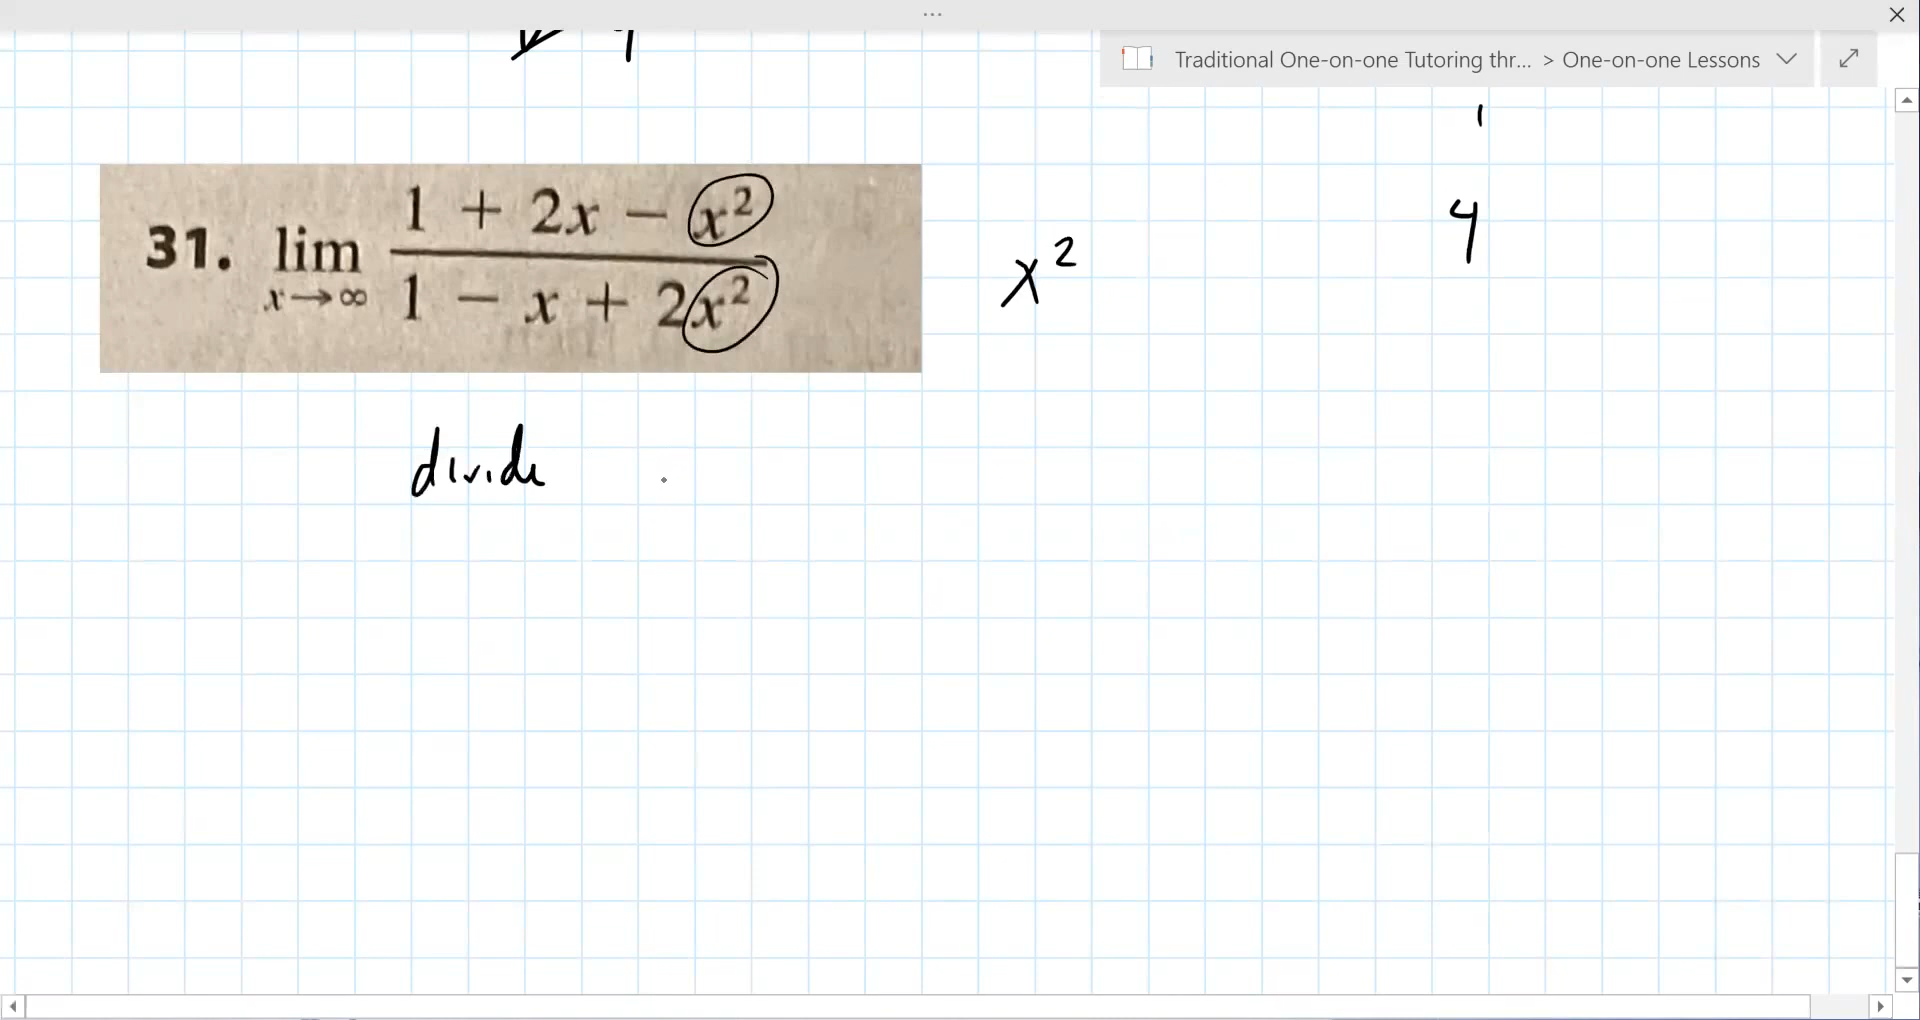 Traditional One-on-one Tutoring thr... > One-on-one Lessons
4
31. lim x→∞ (1 + 2x − x²) / (1 − x + 2x²)
x²
divide